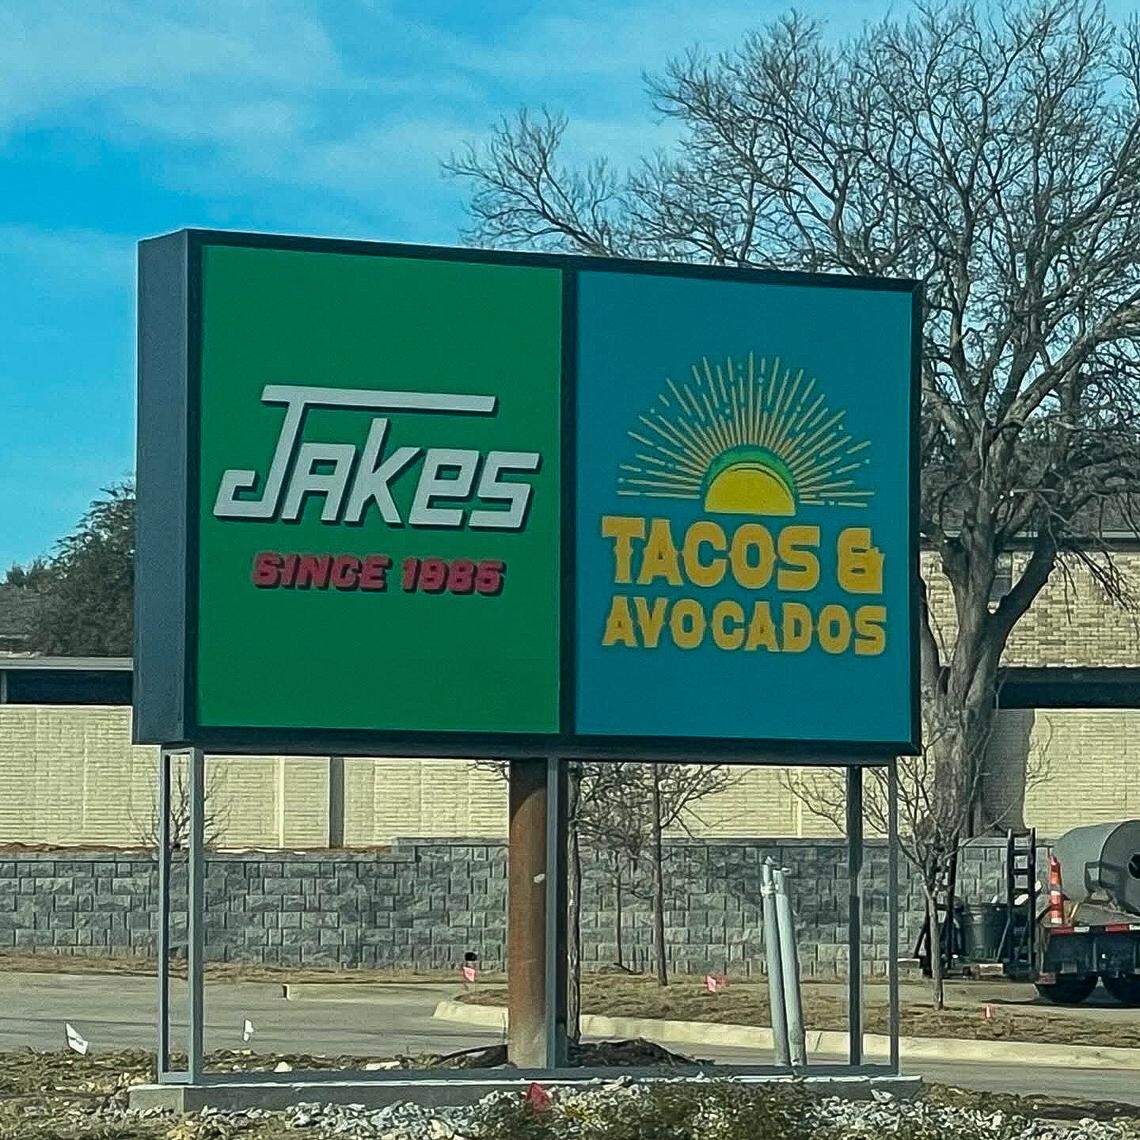 Jakes
SINCE 1985
TACOS &
AVOCADOS